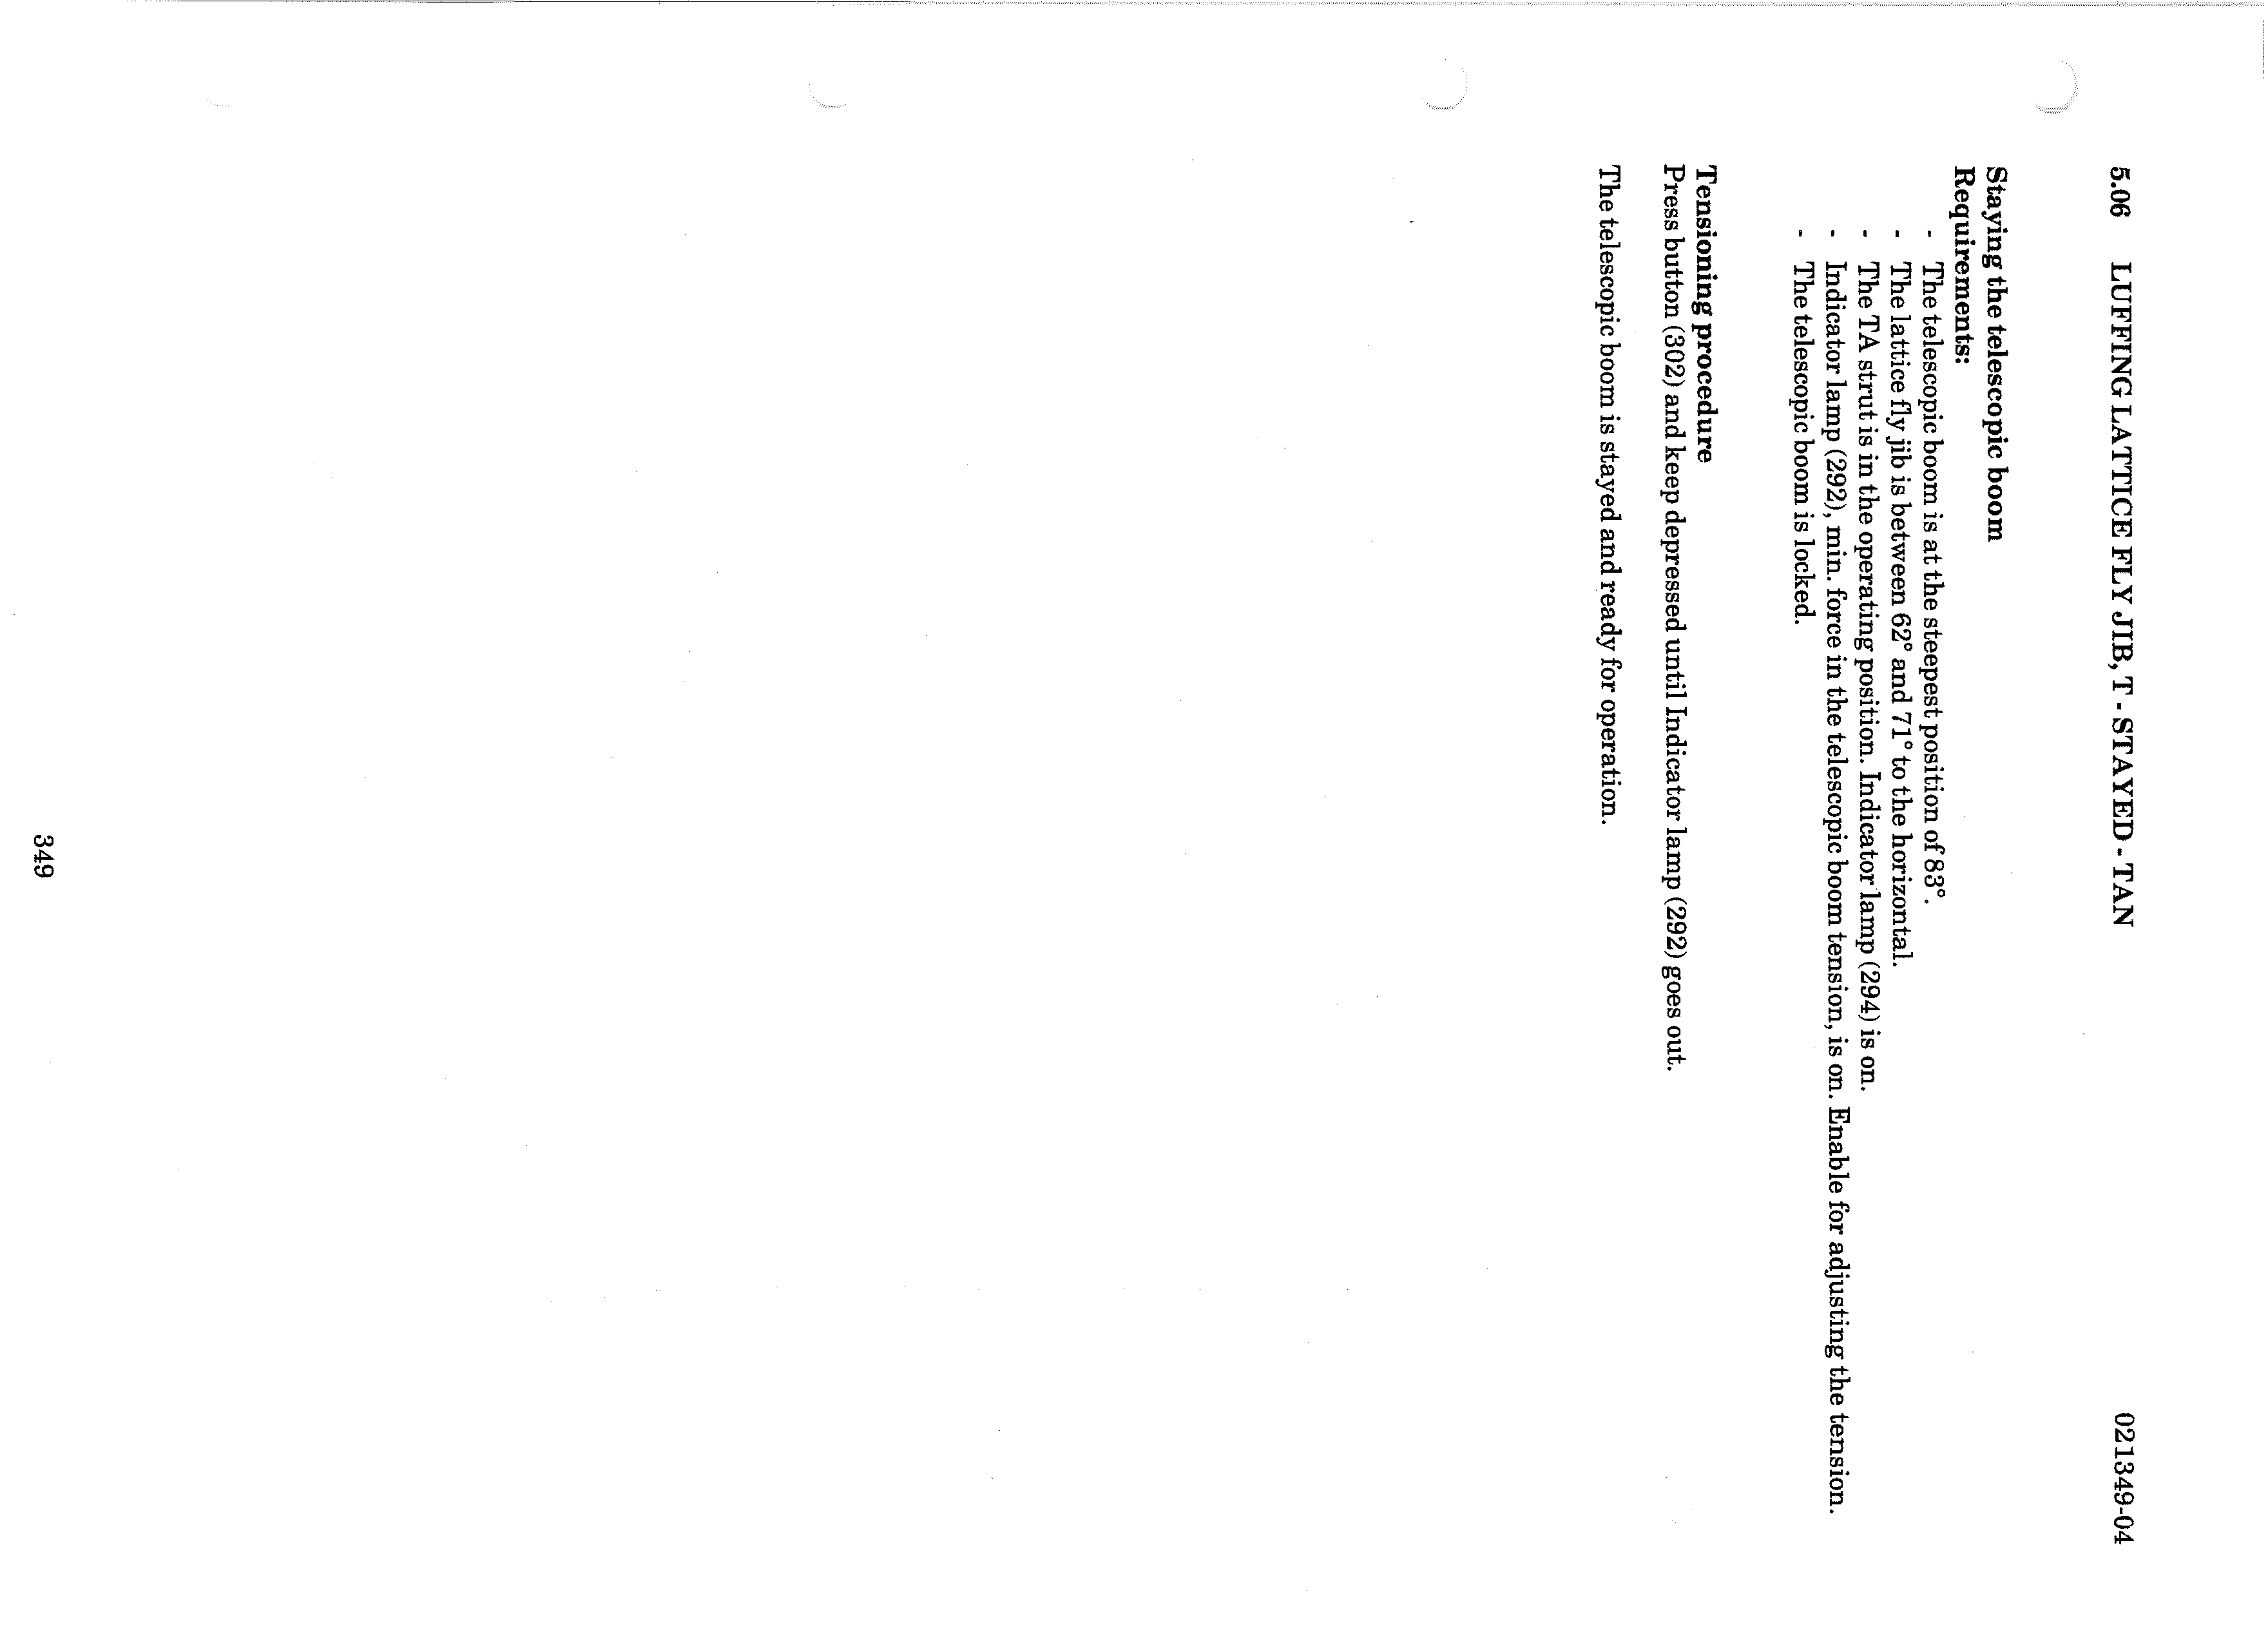 5.06 LUFFING LATTICE FLY JIB, T - STAYED - TAN 021349-04
Staying the telescopic boom
Requirements:
- The telescopic boom is at the steepest position of 83°.
- The lattice fly jib is between 62° and 71° to the horizontal.
- The TA strut is in the operating position. Indicator lamp (294) is on.
- Indicator lamp (292), min. force in the telescopic boom tension, is on. Enable for adjusting the tension.
- The telescopic boom is locked.
Tensioning procedure
Press button (302) and keep depressed until Indicator lamp (292) goes out.
The telescopic boom is stayed and ready for operation.
349